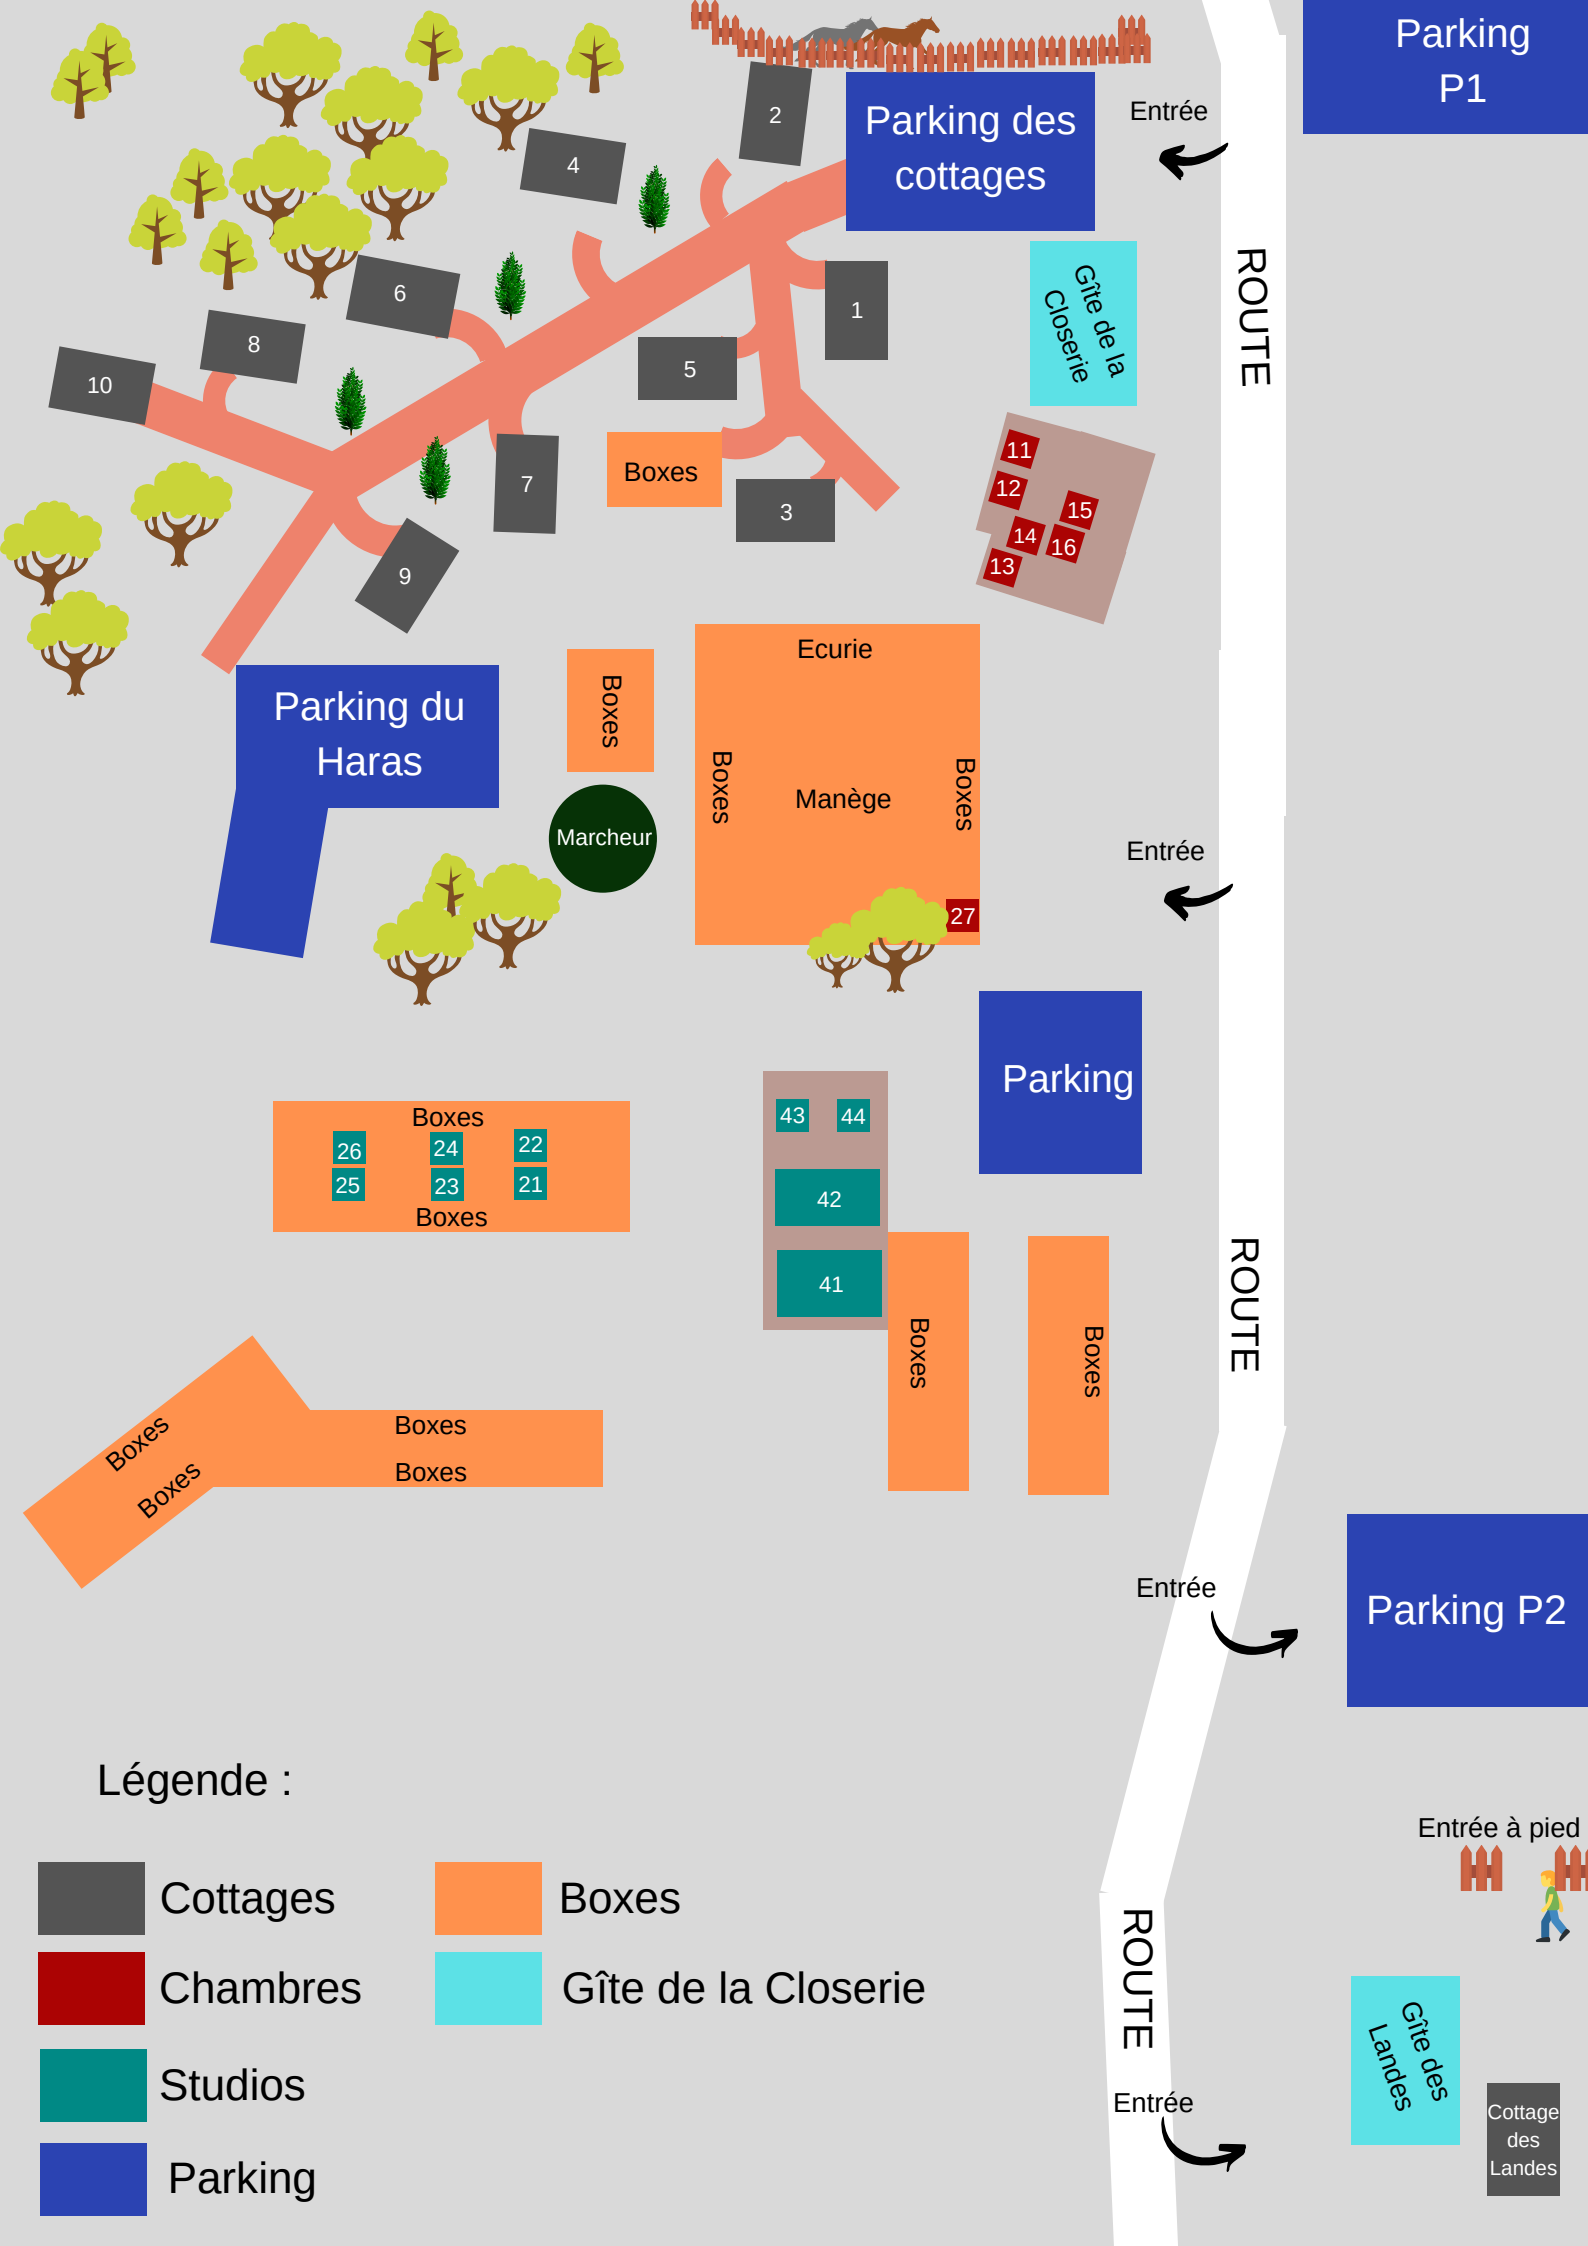 Parking
P1
Entrée
Parking des
cottages
2
4
6
8
10
1
5
7
3
9
Boxes
Gîte de la
Closerie
ROUTE
11
12
15
14
16
13
Ecurie
Boxes
Boxes
Manège
Boxes
Parking du
Haras
Marcheur
Entrée
27
Parking
43
44
42
41
Boxes
26
24
22
25
23
21
Boxes
Boxes
Boxes
ROUTE
Boxes
Boxes
Boxes
Boxes
Entrée
Parking P2
Légende :
Entrée à pied
Cottages
Boxes
Chambres
Gîte de la Closerie
Studios
Parking
ROUTE
Entrée
Gîte des
Landes
Cottage
des
Landes